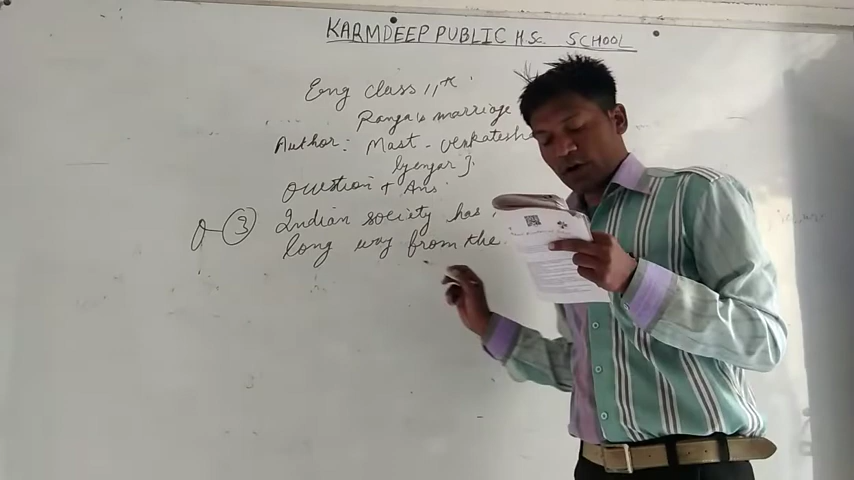 KARMDEEP PUBLIC H.Sc. SCHOOL
Eng class 11th
Ranga's marriage
Author: Mast - Venkatesha
Iyengar }.
Question & Ans.
Q-③ Indian society has,
long way from the.